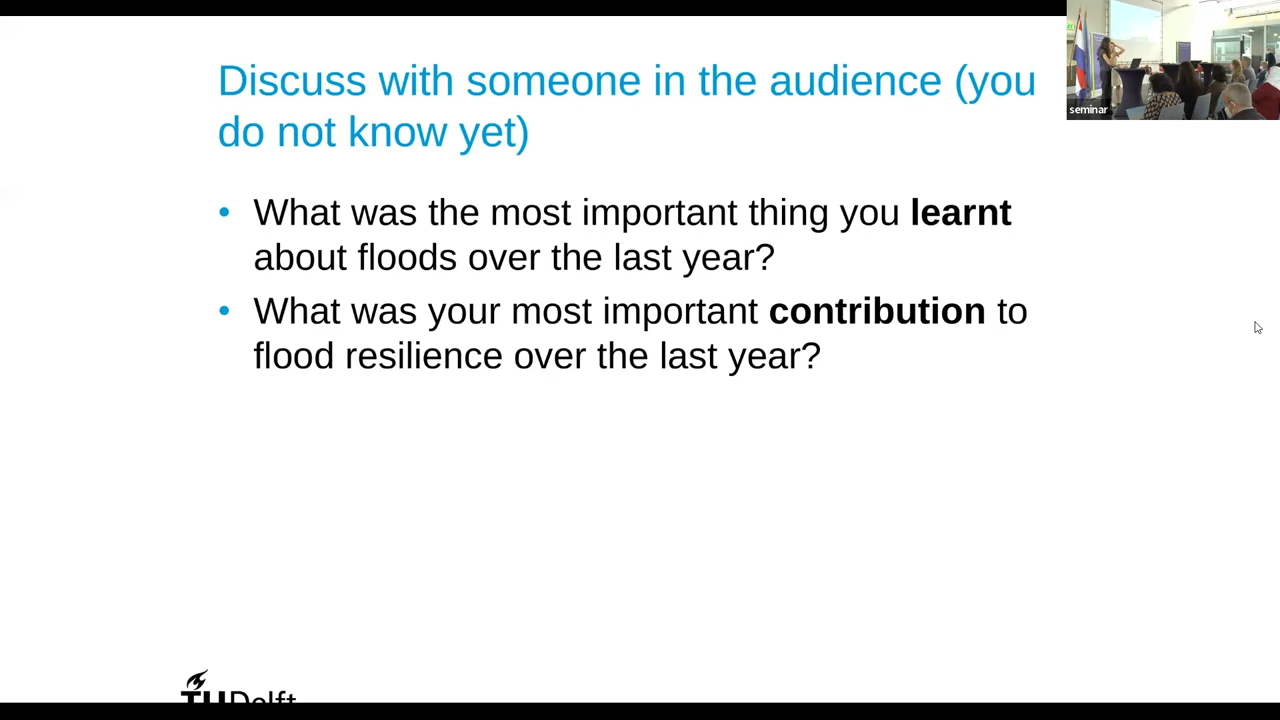 Discuss with someone in the audience (you
do not know yet)
• What was the most important thing you learnt
about floods over the last year?
• What was your most important contribution to
flood resilience over the last year?
seminar
TUDelft